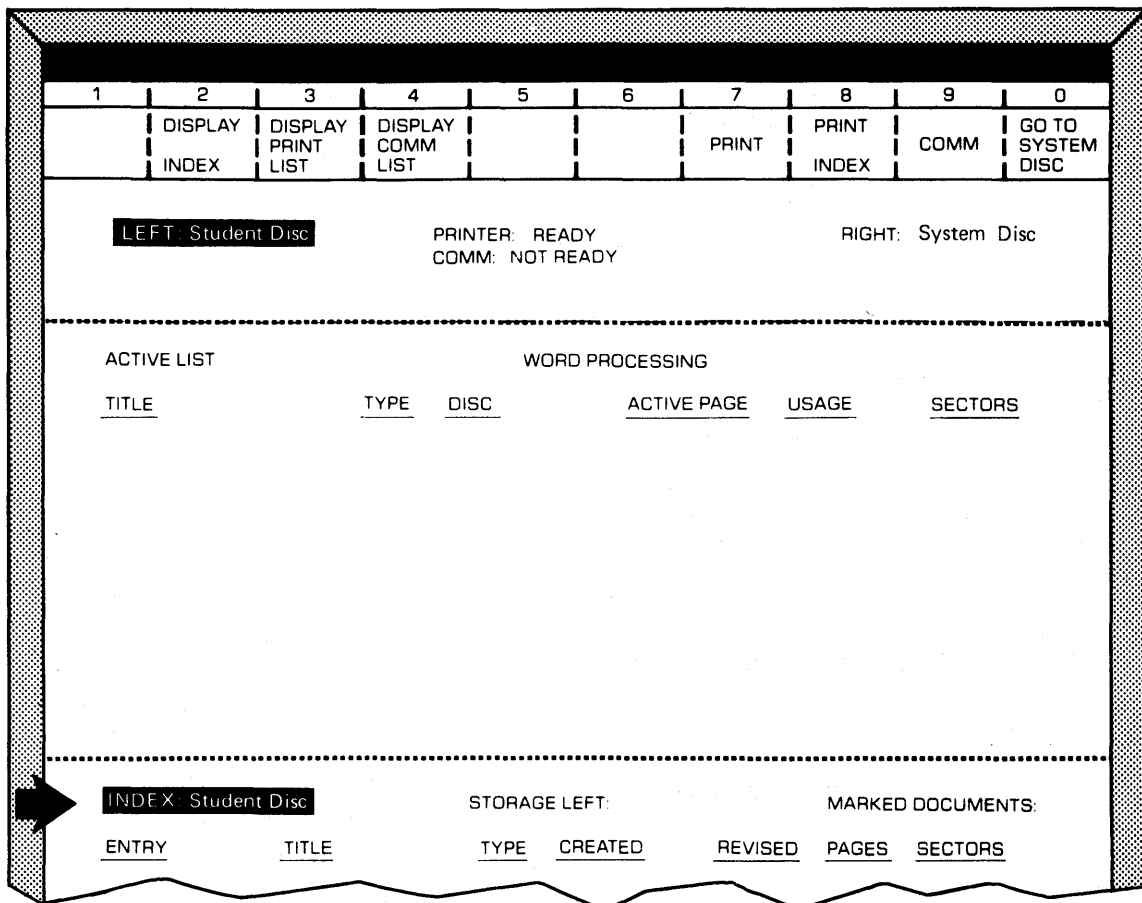 1 2 3 4 5 6 7 8 9 0
DISPLAY DISPLAY DISPLAY PRINT GO TO
PRINT COMM PRINT COMM SYSTEM
INDEX LIST LIST INDEX DISC
LEFT: Student Disc PRINTER: READY RIGHT: System Disc
COMM: NOT READY
ACTIVE LIST WORD PROCESSING
TITLE TYPE DISC ACTIVE PAGE USAGE SECTORS
INDEX: Student Disc STORAGE LEFT: MARKED DOCUMENTS:
ENTRY TITLE TYPE CREATED REVISED PAGES SECTORS